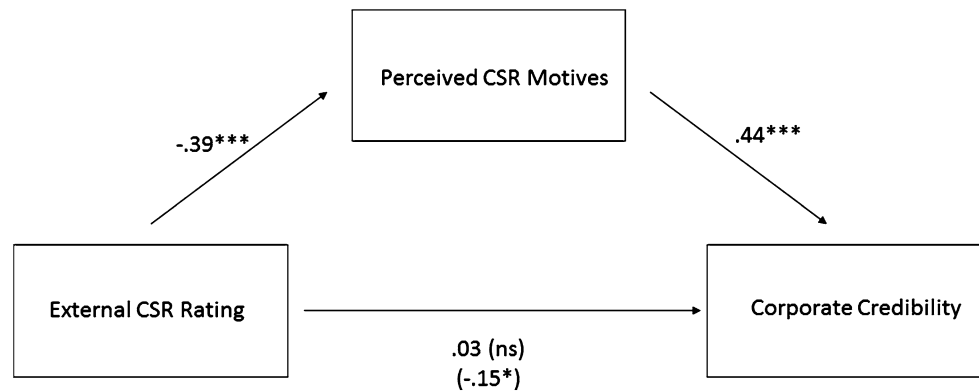 Perceived CSR Motives
-.39***
.44***
External CSR Rating
Corporate Credibility
.03 (ns)
(-.15*)